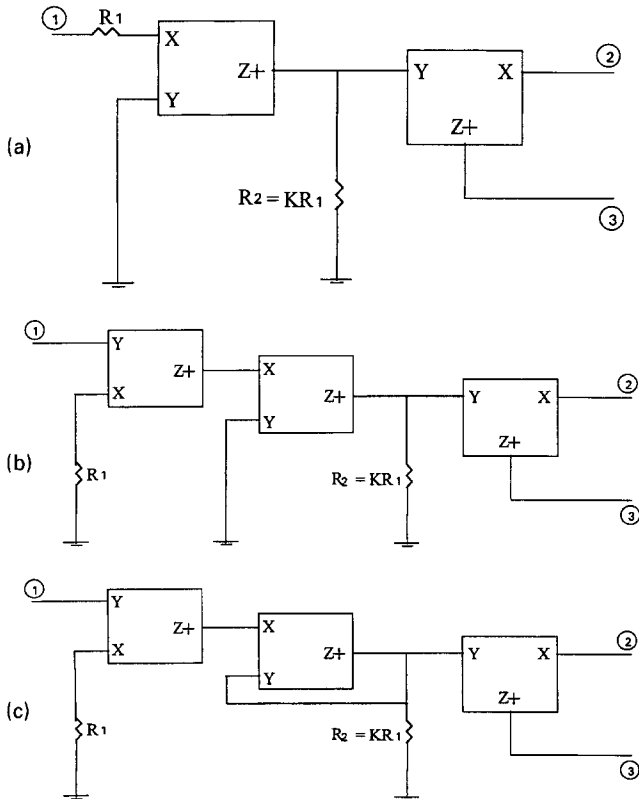 (a)
① R1
X
Z+
Y
Y X ②
Z+
③
R2 = KR1
(b)
①
Y
Z+
X
X
Z+
Y
Y X ②
Z+
③
R1
R2 = KR1
(c)
①
Y
Z+
X
X
Z+
Y
Y X ②
Z+
③
R1
R2 = KR1